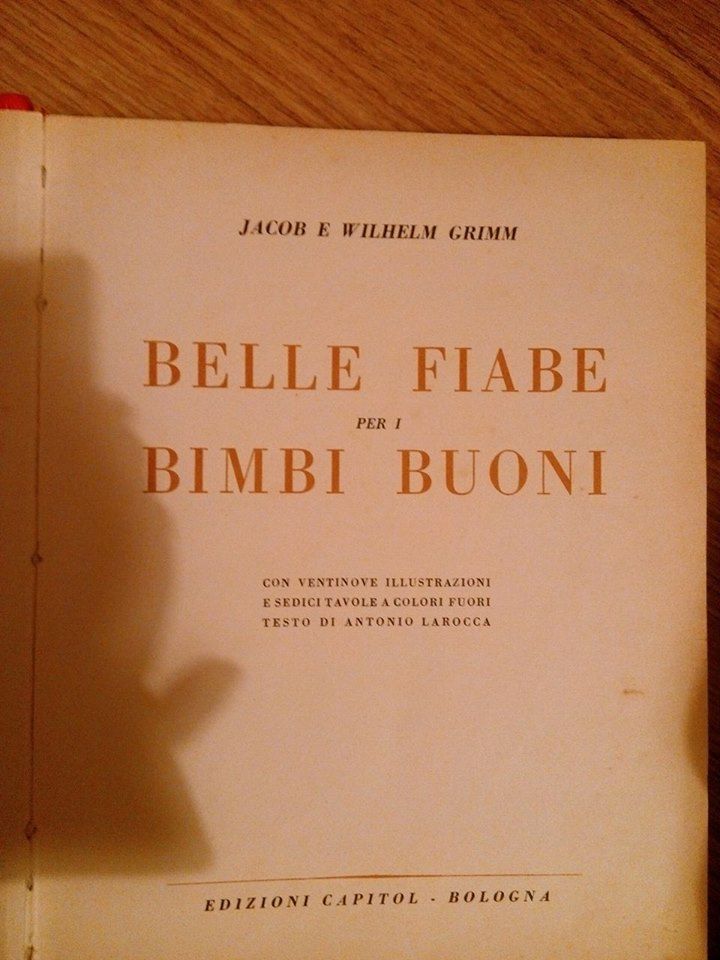 JACOB E WILHELM GRIMM
BELLE FIABE
PER I
BIMBI BUONI
CON VENTINOVE ILLUSTRAZIONI
E SEDICI TAVOLE A COLORI FUORI
TESTO DI ANTONIO LAROCCA
EDIZIONI CAPITOL - BOLOGNA